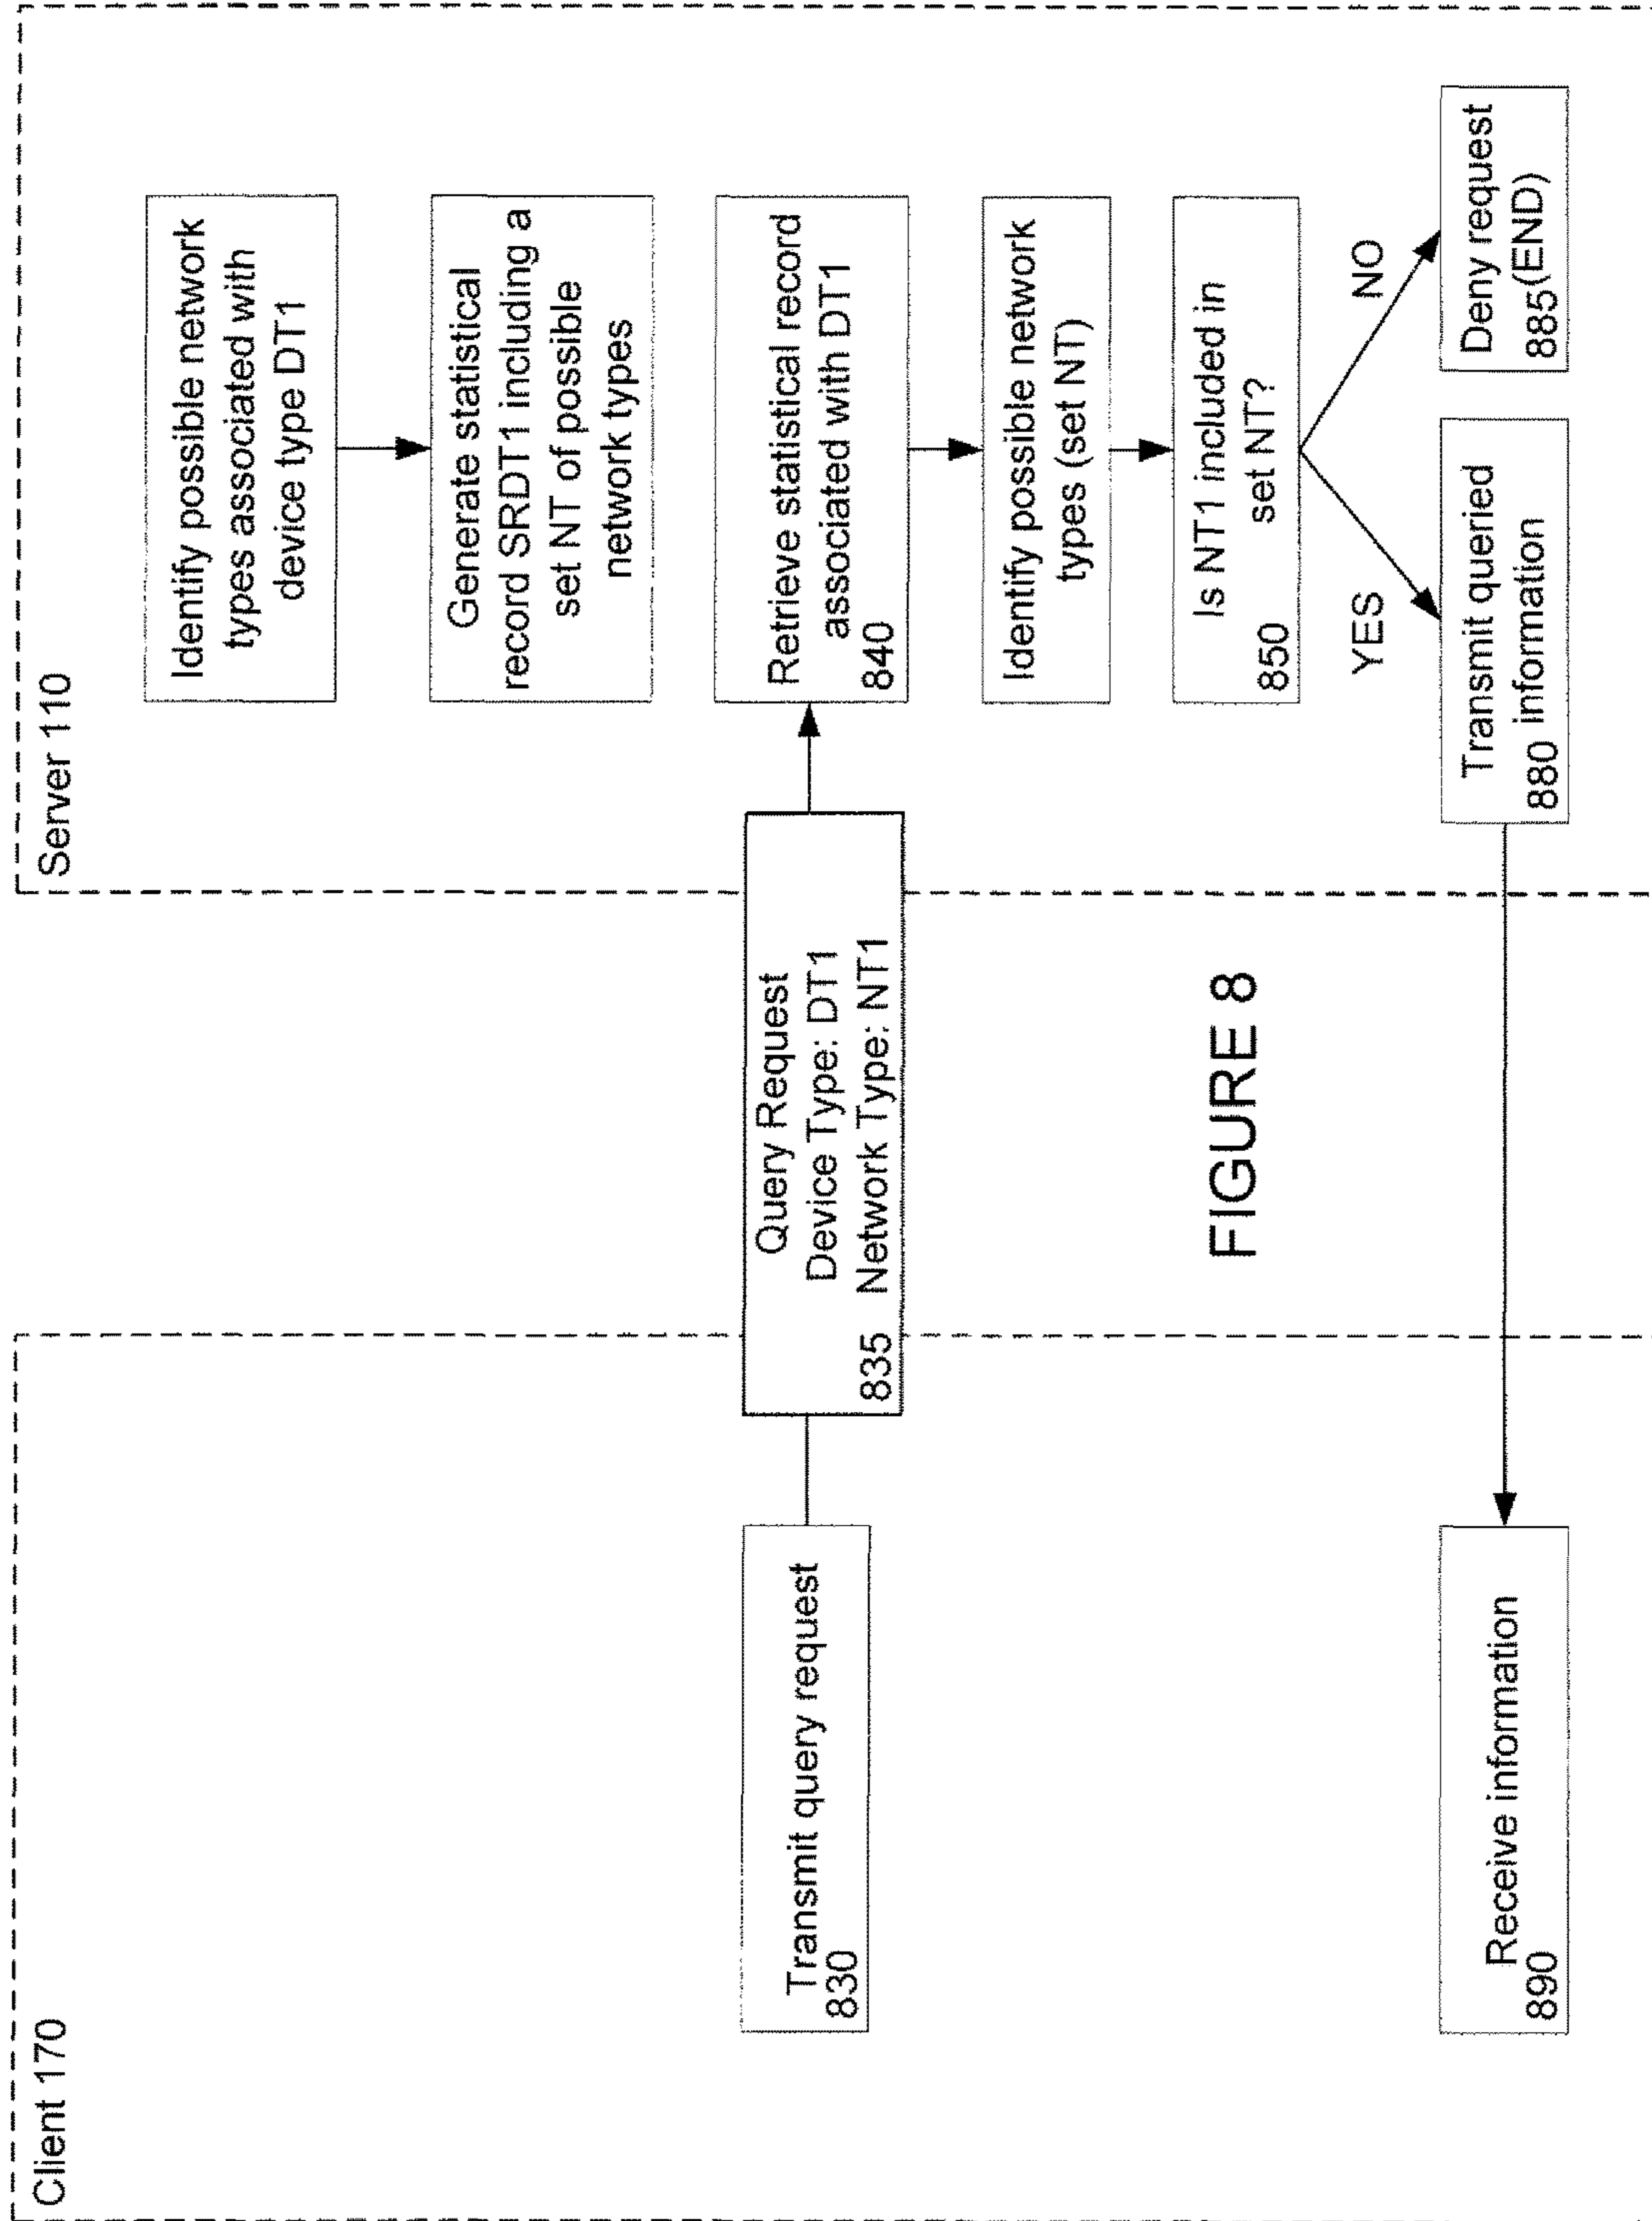 Client 170
Server 110
Identify possible network
types associated with
device type DT1
Generate statistical
record SRDT1 including a
set NT of possible
network types
Transmit query request
830
Query Request
Device Type: DT1
835 Network Type: NT1
Retrieve statistical record
associated with DT1
840
Identify possible network
types (set NT)
Is NT1 included in
set NT?
850
YES
NO
Receive information
890
Transmit queried
880 information
Deny request
885(END)
FIGURE 8